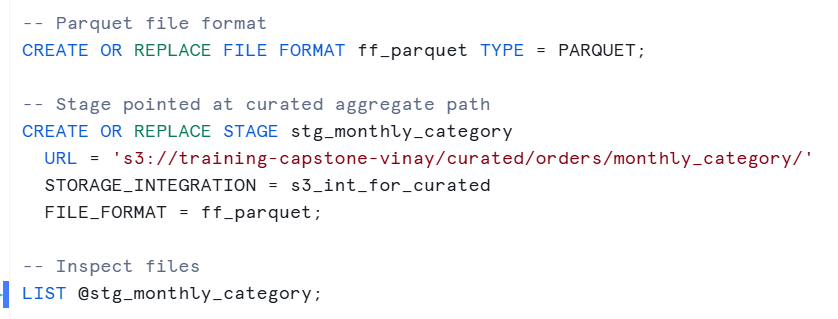 -- Parquet file format
CREATE OR REPLACE FILE FORMAT ff_parquet TYPE = PARQUET;
-- Stage pointed at curated aggregate path
CREATE OR REPLACE STAGE stg_monthly_category
URL = 's3://training-capstone-vinay/curated/orders/monthly_category/'
STORAGE_INTEGRATION = s3_int_for_curated
FILE_FORMAT = ff_parquet;
-- Inspect files
LIST @stg_monthly_category;